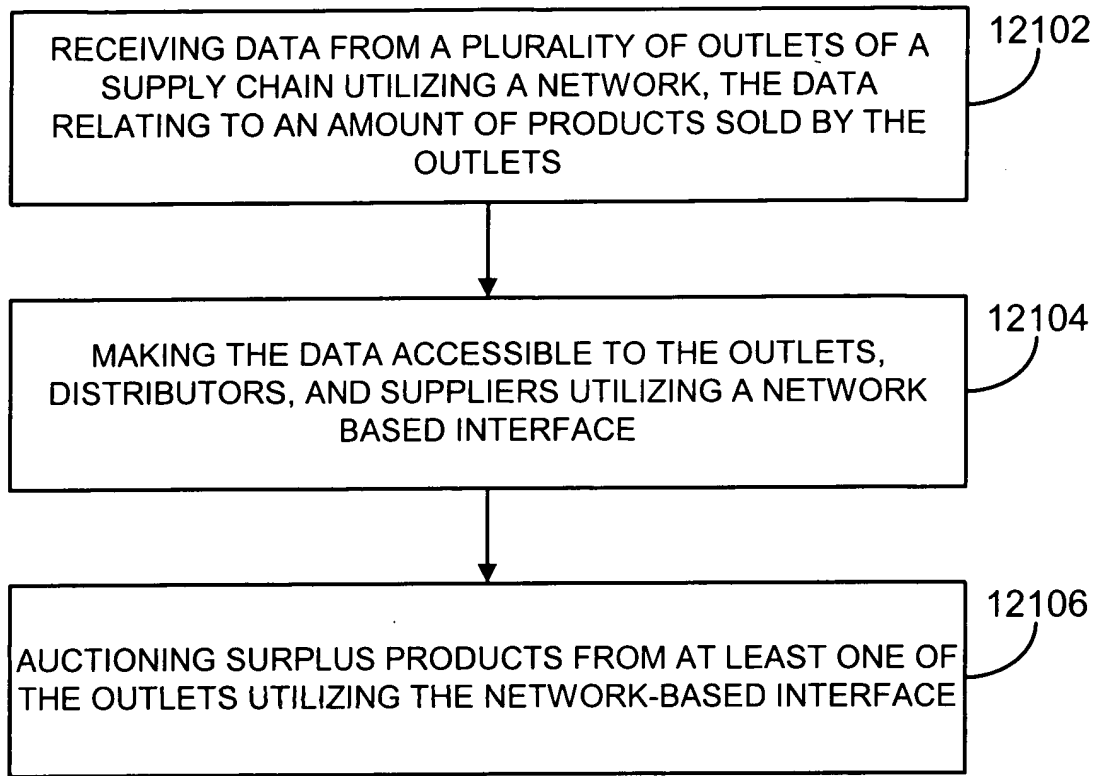 RECEIVING DATA FROM A PLURALITY OF OUTLETS OF A
SUPPLY CHAIN UTILIZING A NETWORK, THE DATA
RELATING TO AN AMOUNT OF PRODUCTS SOLD BY THE
OUTLETS
12102
MAKING THE DATA ACCESSIBLE TO THE OUTLETS,
DISTRIBUTORS, AND SUPPLIERS UTILIZING A NETWORK
BASED INTERFACE
12104
AUCTIONING SURPLUS PRODUCTS FROM AT LEAST ONE OF
THE OUTLETS UTILIZING THE NETWORK-BASED INTERFACE
12106